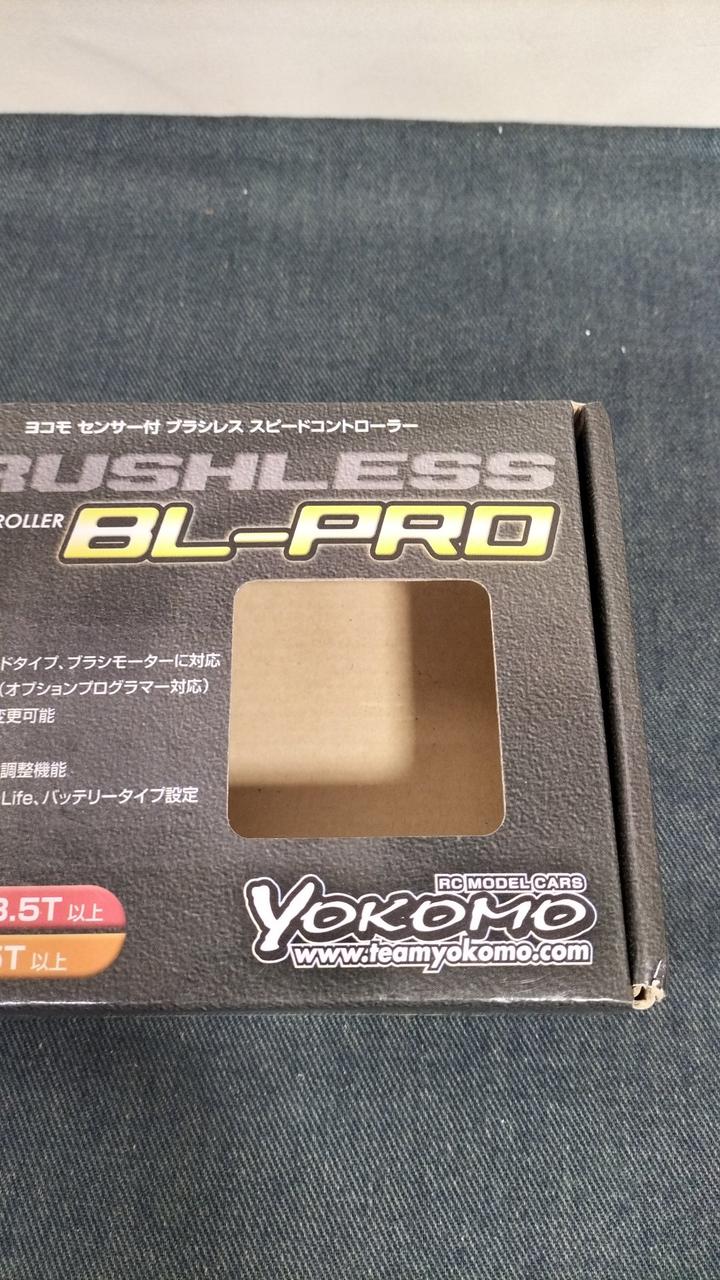 ヨコモ センサー付 ブラシレス スピードコントローラー
RUSHLESS
ROLLER BL-PRO
ドタイプ、ブラシモーターに対応
(オプションプログラマー対応)
変更可能
調整機能
Life、バッテリータイプ設定
3.5T 以上
5T 以上
RC MODEL CARS
YOKOMO
www.teamyokomo.com